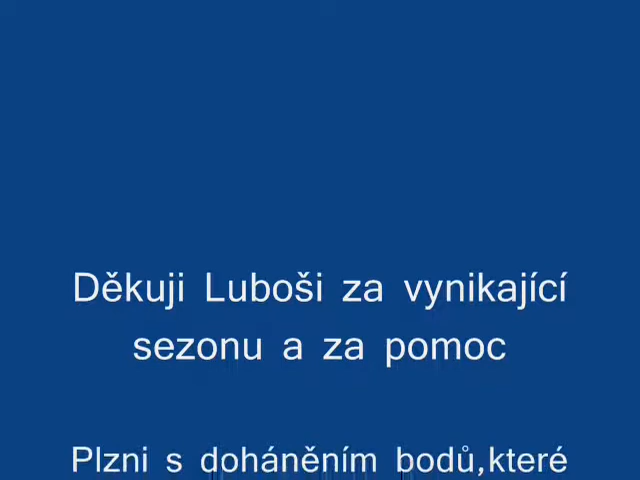 Děkuji Luboši za vynikající
sezonu a za pomoc
Plzni s doháněním bodů,které